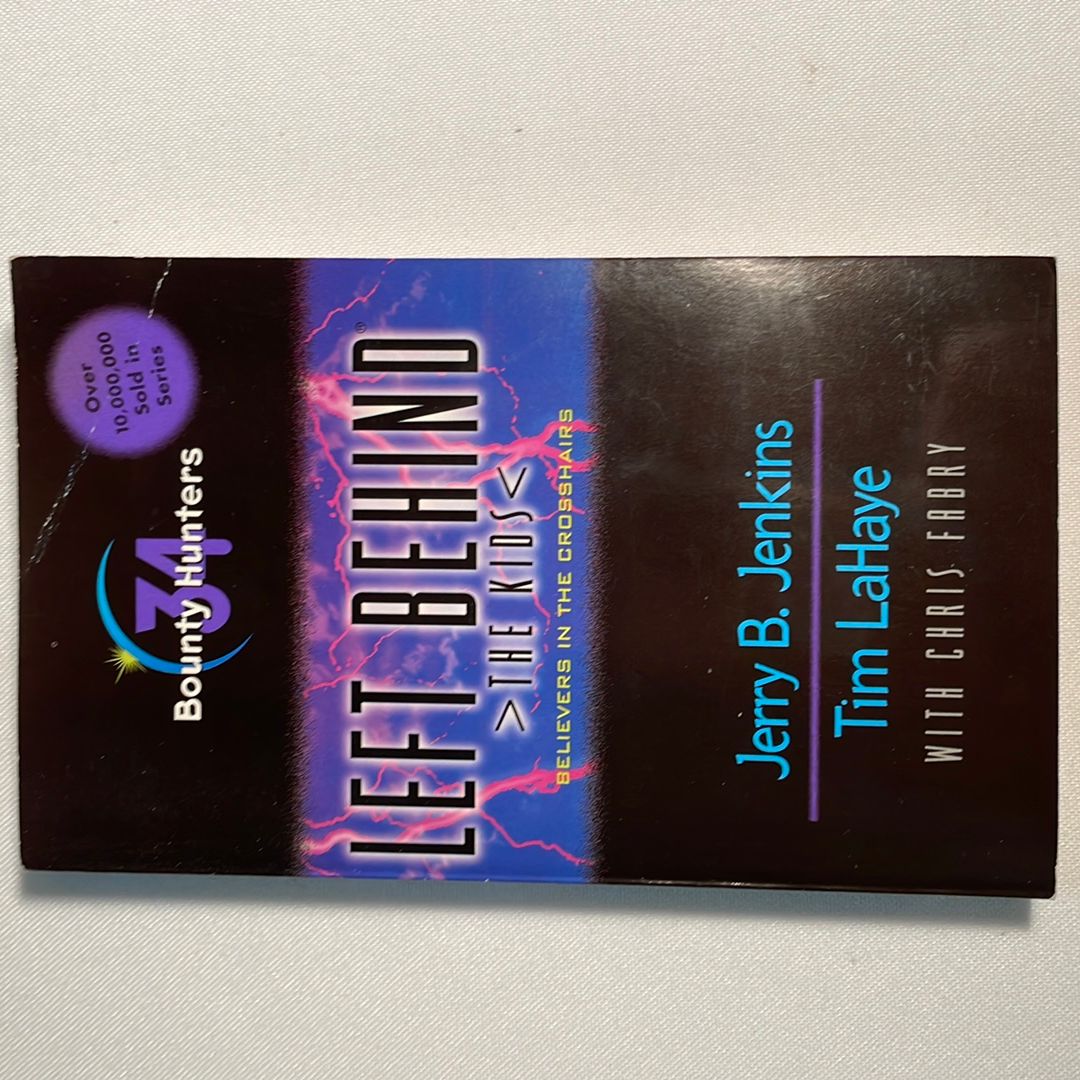 Over
10,000,000
Sold in
Series
34
Bounty Hunters
LEFT BEHIND®
>THE KIDS<
BELIEVERS IN THE CROSSHAIRS
Jerry B. Jenkins
Tim LaHaye
WITH CHRIS FABRY